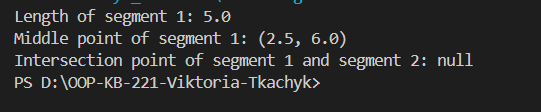 Length of segment 1: 5.0
Middle point of segment 1: (2.5, 6.0)
Intersection point of segment 1 and segment 2: null
PS D:\OOP-KB-221-Viktoria-Tkachyk>